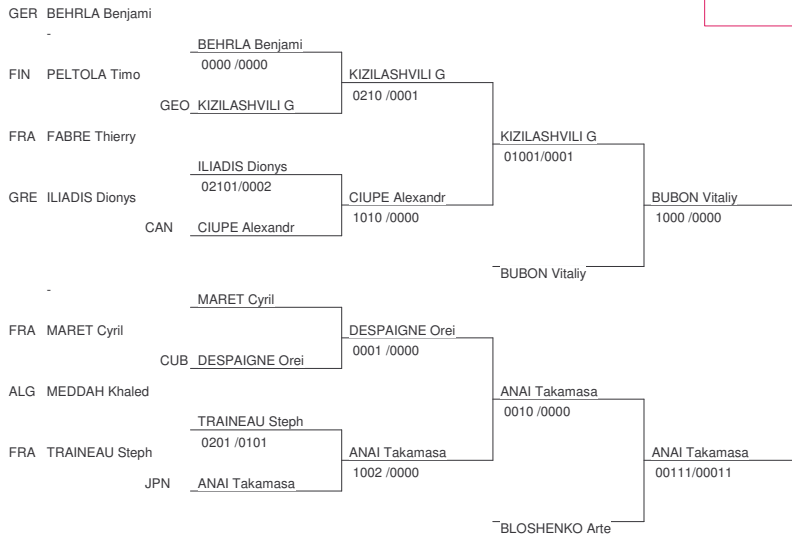 GER BEHRLA Benjami
-
BEHRLA Benjami
0000 /0000
FIN PELTOLA Timo
KIZILASHVILI G
0210 /0001
GEO KIZILASHVILI G
FRA FABRE Thierry
KIZILASHVILI G
01001/0001
ILIADIS Dionys
02101/0002
GRE ILIADIS Dionys
CIUPE Alexandr
1010 /0000
BUBON Vitaliy
1000 /0000
CAN CIUPE Alexandr
BUBON Vitaliy
-
MARET Cyril
FRA MARET Cyril
DESPAIGNE Orei
0001 /0000
CUB DESPAIGNE Orei
ALG MEDDAH Khaled
ANAI Takamasa
0010 /0000
TRAINEAU Steph
0201 /0101
FRA TRAINEAU Steph
ANAI Takamasa
1002 /0000
ANAI Takamasa
00111/00011
JPN ANAI Takamasa
BLOSHENKO Arte